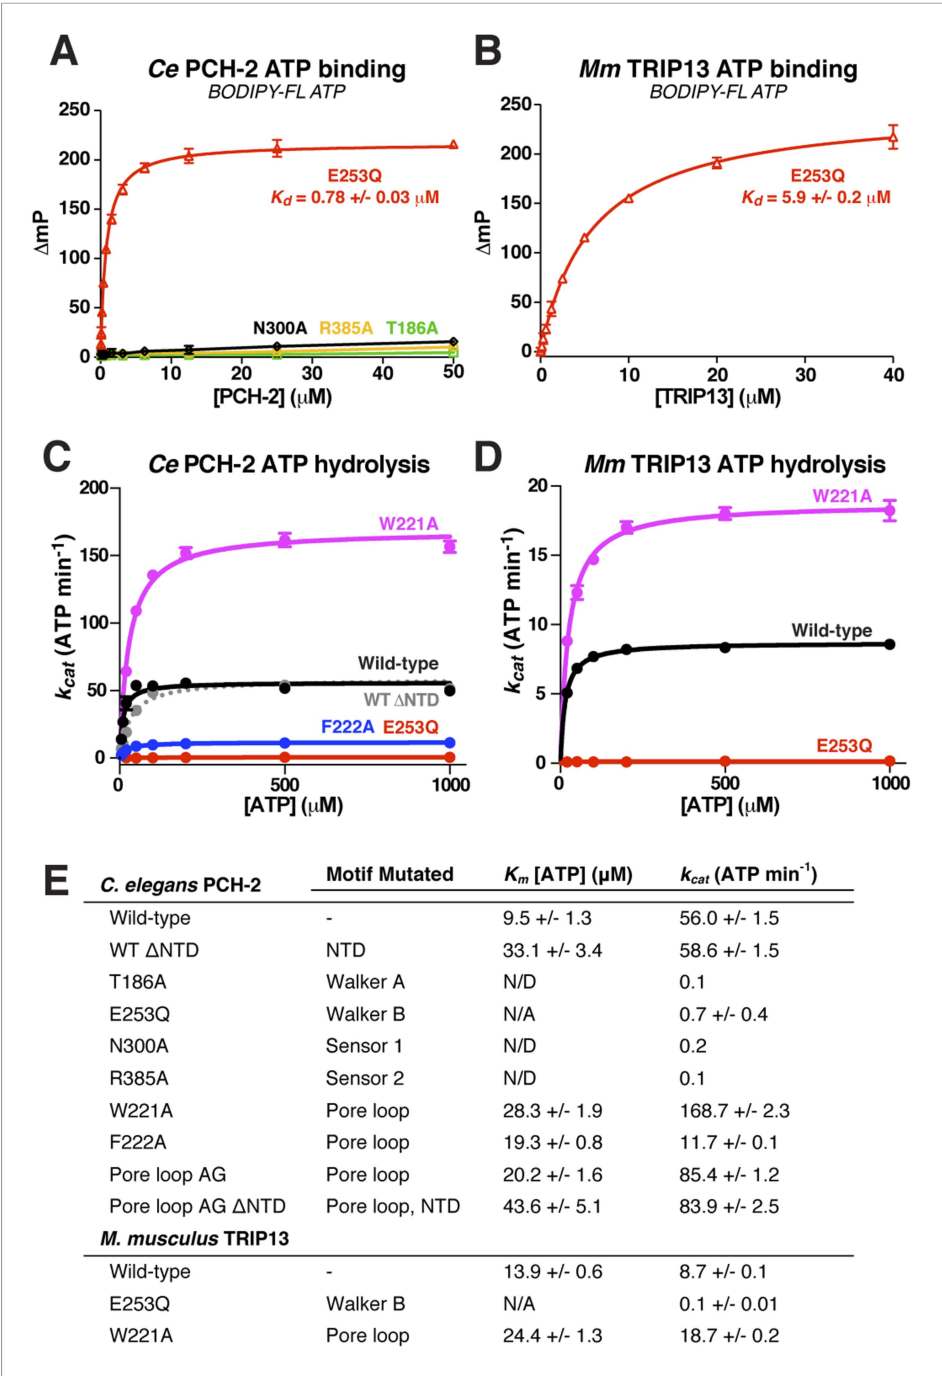 A
Ce PCH-2 ATP binding
BODIPY-FL ATP
250
200
150
100
50
0
ΔmP
E253Q
Kd = 0.78 +/- 0.03 μM
N300A R385A T186A
0 10 20 30 40 50
[PCH-2] (μM)
B
Mm TRIP13 ATP binding
BODIPY-FL ATP
250
200
150
100
50
0
ΔmP
E253Q
Kd = 5.9 +/- 0.2 μM
0 10 20 30 40
[TRIP13] (μM)
C
Ce PCH-2 ATP hydrolysis
200
150
100
50
0
kcat (ATP min-1)
W221A
Wild-type
WT ΔNTD
F222A E253Q
0 500 1000
[ATP] (μM)
D
Mm TRIP13 ATP hydrolysis
20
15
10
5
0
kcat (ATP min-1)
W221A
Wild-type
E253Q
0 500 1000
[ATP] (μM)
E
C. elegans PCH-2 Motif Mutated Km [ATP] (μM) kcat (ATP min-1)
Wild-type - 9.5 +/- 1.3 56.0 +/- 1.5
WT ΔNTD NTD 33.1 +/- 3.4 58.6 +/- 1.5
T186A Walker A N/D 0.1
E253Q Walker B N/A 0.7 +/- 0.4
N300A Sensor 1 N/D 0.2
R385A Sensor 2 N/D 0.1
W221A Pore loop 28.3 +/- 1.9 168.7 +/- 2.3
F222A Pore loop 19.3 +/- 0.8 11.7 +/- 0.1
Pore loop AG Pore loop 20.2 +/- 1.6 85.4 +/- 1.2
Pore loop AG ΔNTD Pore loop, NTD 43.6 +/- 5.1 83.9 +/- 2.5
M. musculus TRIP13
Wild-type - 13.9 +/- 0.6 8.7 +/- 0.1
E253Q Walker B N/A 0.1 +/- 0.01
W221A Pore loop 24.4 +/- 1.3 18.7 +/- 0.2